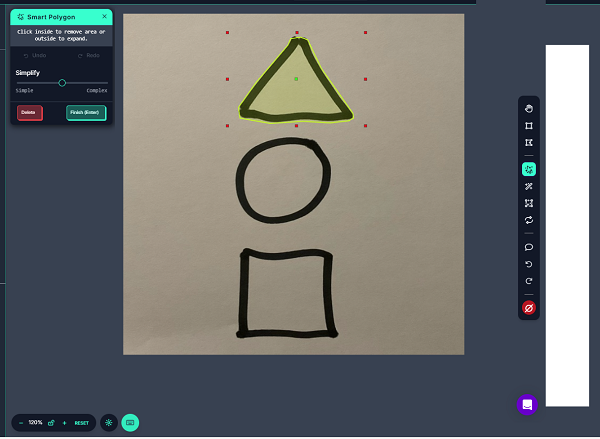 Smart Polygon
Click inside to remove area or
outside to expand.
Undo
Redo
Simplify
Simple
Complex
Delete
Finish (Enter)
120%
RESET